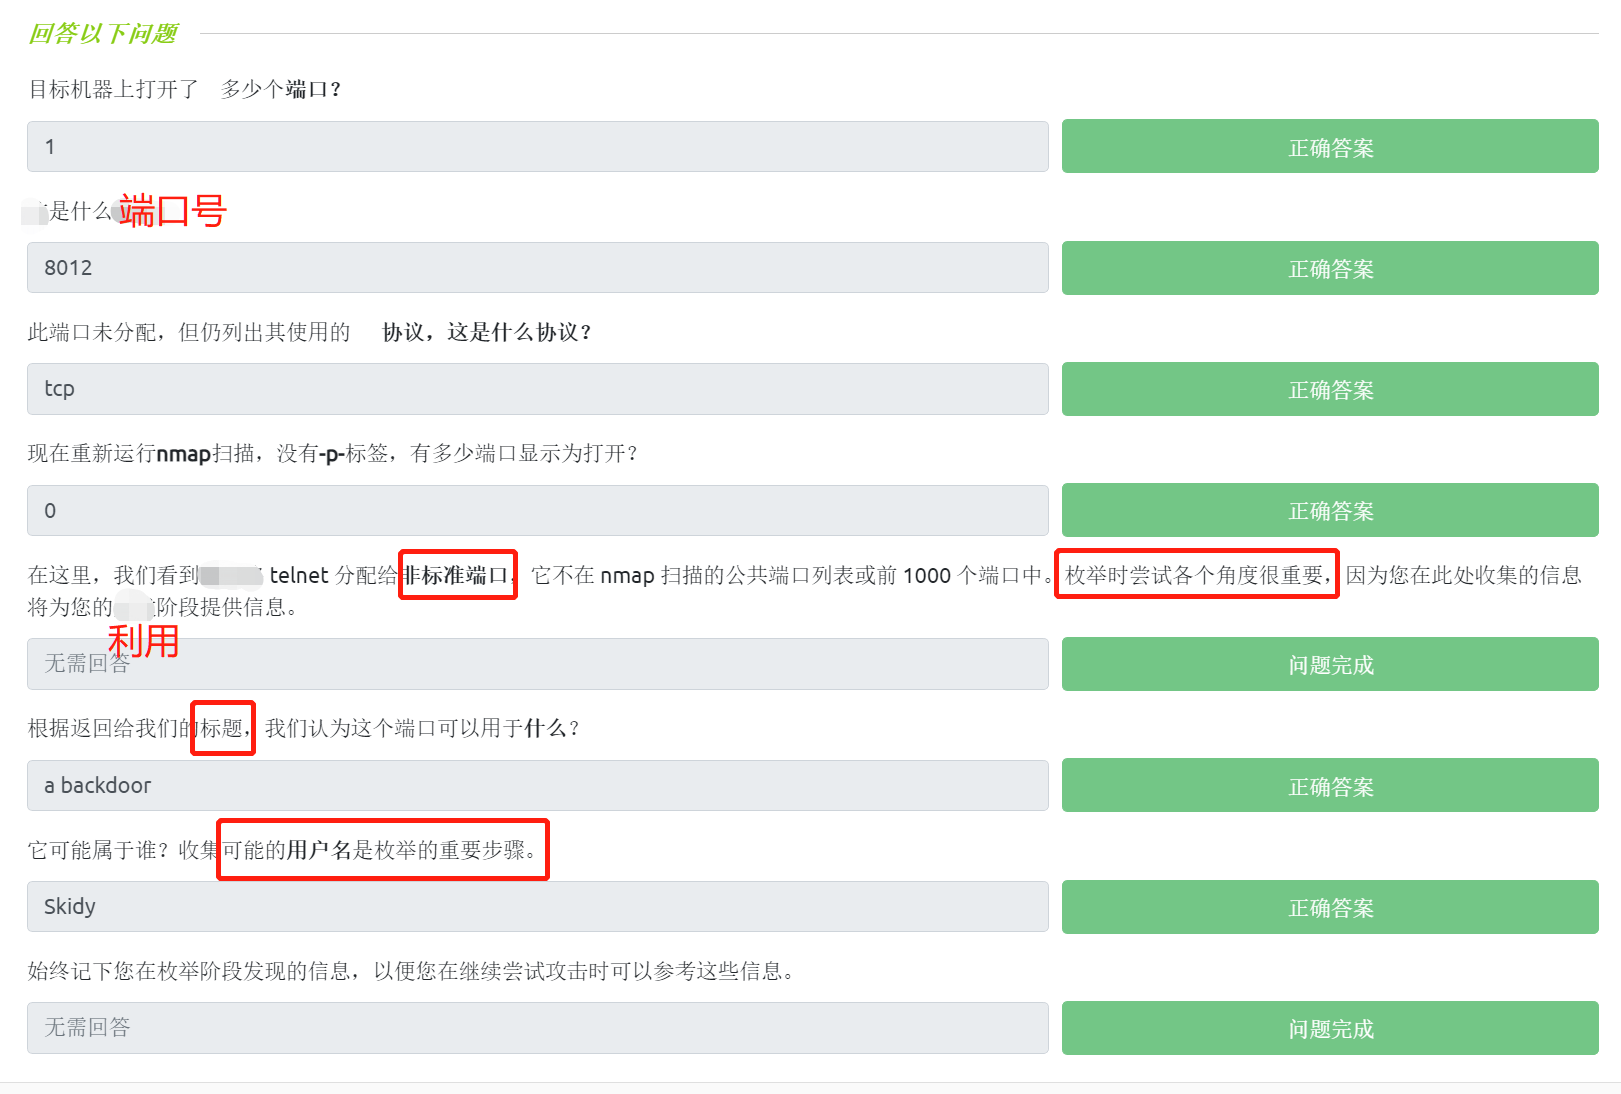 回答以下问题
目标机器上打开了 多少个端口？
1 正确答案
是什么端口号
8012 正确答案
此端口未分配，但仍列出其使用的 协议，这是什么协议？
tcp 正确答案
现在重新运行nmap扫描，没有-p-标签，有多少端口显示为打开？
0 正确答案
在这里，我们看到 telnet 分配给非标准端口，它不在 nmap 扫描的公共端口列表或前 1000 个端口中。枚举时尝试各个角度很重要，因为您在此处收集的信息
将为您的阶段提供信息。
利用
无需回答 问题完成
根据返回给我们的标题，我们认为这个端口可以用于什么？
a backdoor 正确答案
它可能属于谁？收集可能的用户名是枚举的重要步骤。
Skidy 正确答案
始终记下您在枚举阶段发现的信息，以便您在继续尝试攻击时可以参考这些信息。
无需回答 问题完成